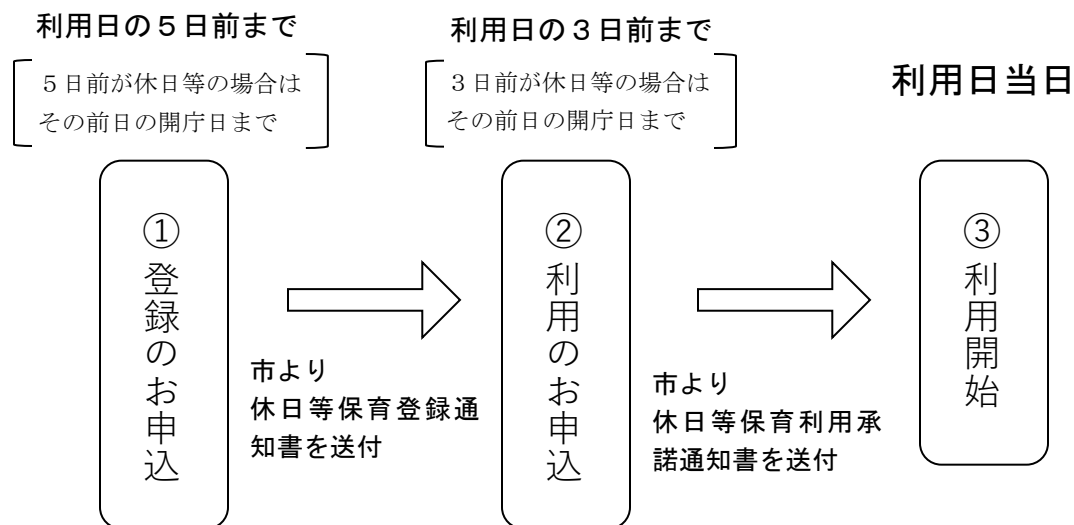 利用日の５日前まで
５日前が休日等の場合は
その前日の開庁日まで
利用日の３日前まで
３日前が休日等の場合は
その前日の開庁日まで
利用日当日
①登録のお申込
市より
休日等保育登録通
知書を送付
②利用のお申込
市より
休日等保育利用承
諾通知書を送付
③利用開始